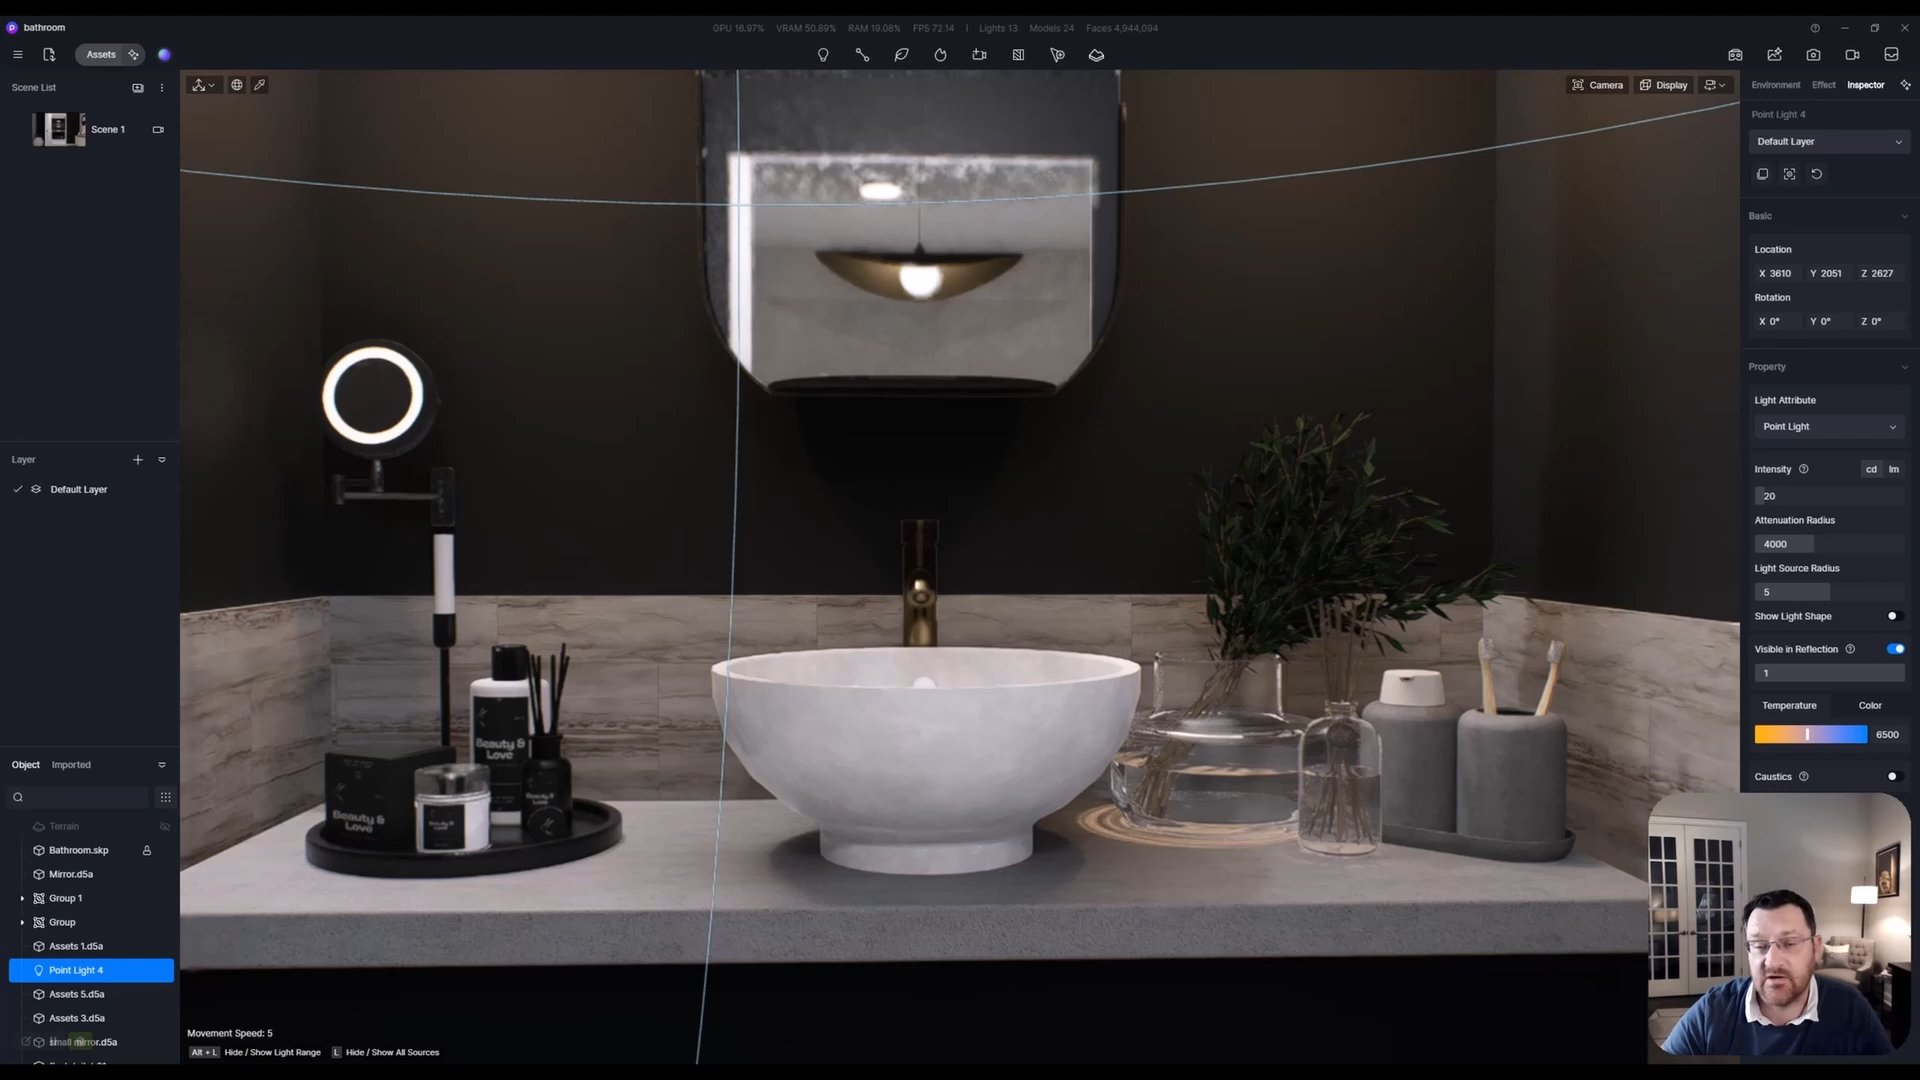 bathroom
GPU 16.97% VRAM 50.89% RAM 19.08% FPS 72.14 | Lights 13 Models 24 Faces 4,944,094
Assets
Scene List
Scene 1
Camera
Display
Environment Effect Inspector
Point Light 4
Default Layer
Basic
Location
X 3610 Y 2051 Z 2627
Rotation
X 0° Y 0° Z 0°
Property
Light Attribute
Point Light
Intensity cd lm
20
Attenuation Radius
4000
Light Source Radius
5
Show Light Shape
Visible in Reflection
1
Temperature Color
6500
Caustics
Layer
Default Layer
Object Imported
Terrain
Bathroom.skp
Mirror.d5a
Group 1
Group
Assets 1.d5a
Point Light 4
Assets 5.d5a
Assets 3.d5a
small mirror.d5a
Beauty &
Love
Beauty &
Love
Movement Speed: 5
Alt + L Hide / Show Light Range L Hide / Show All Sources